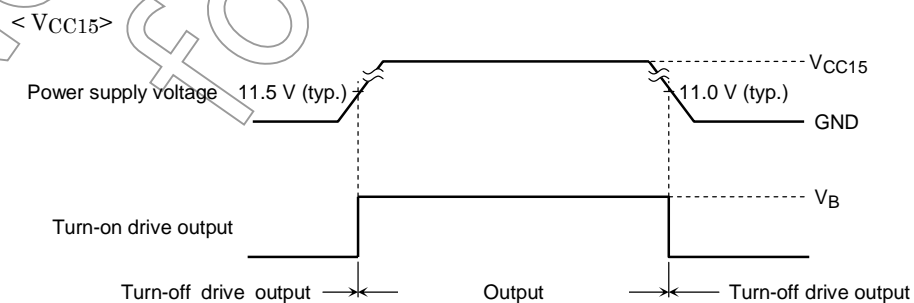 < VCC15>
VCC15
Power supply voltage 11.5 V (typ.) 11.0 V (typ.)
GND
VB
Turn-on drive output
Turn-off drive output Output Turn-off drive output